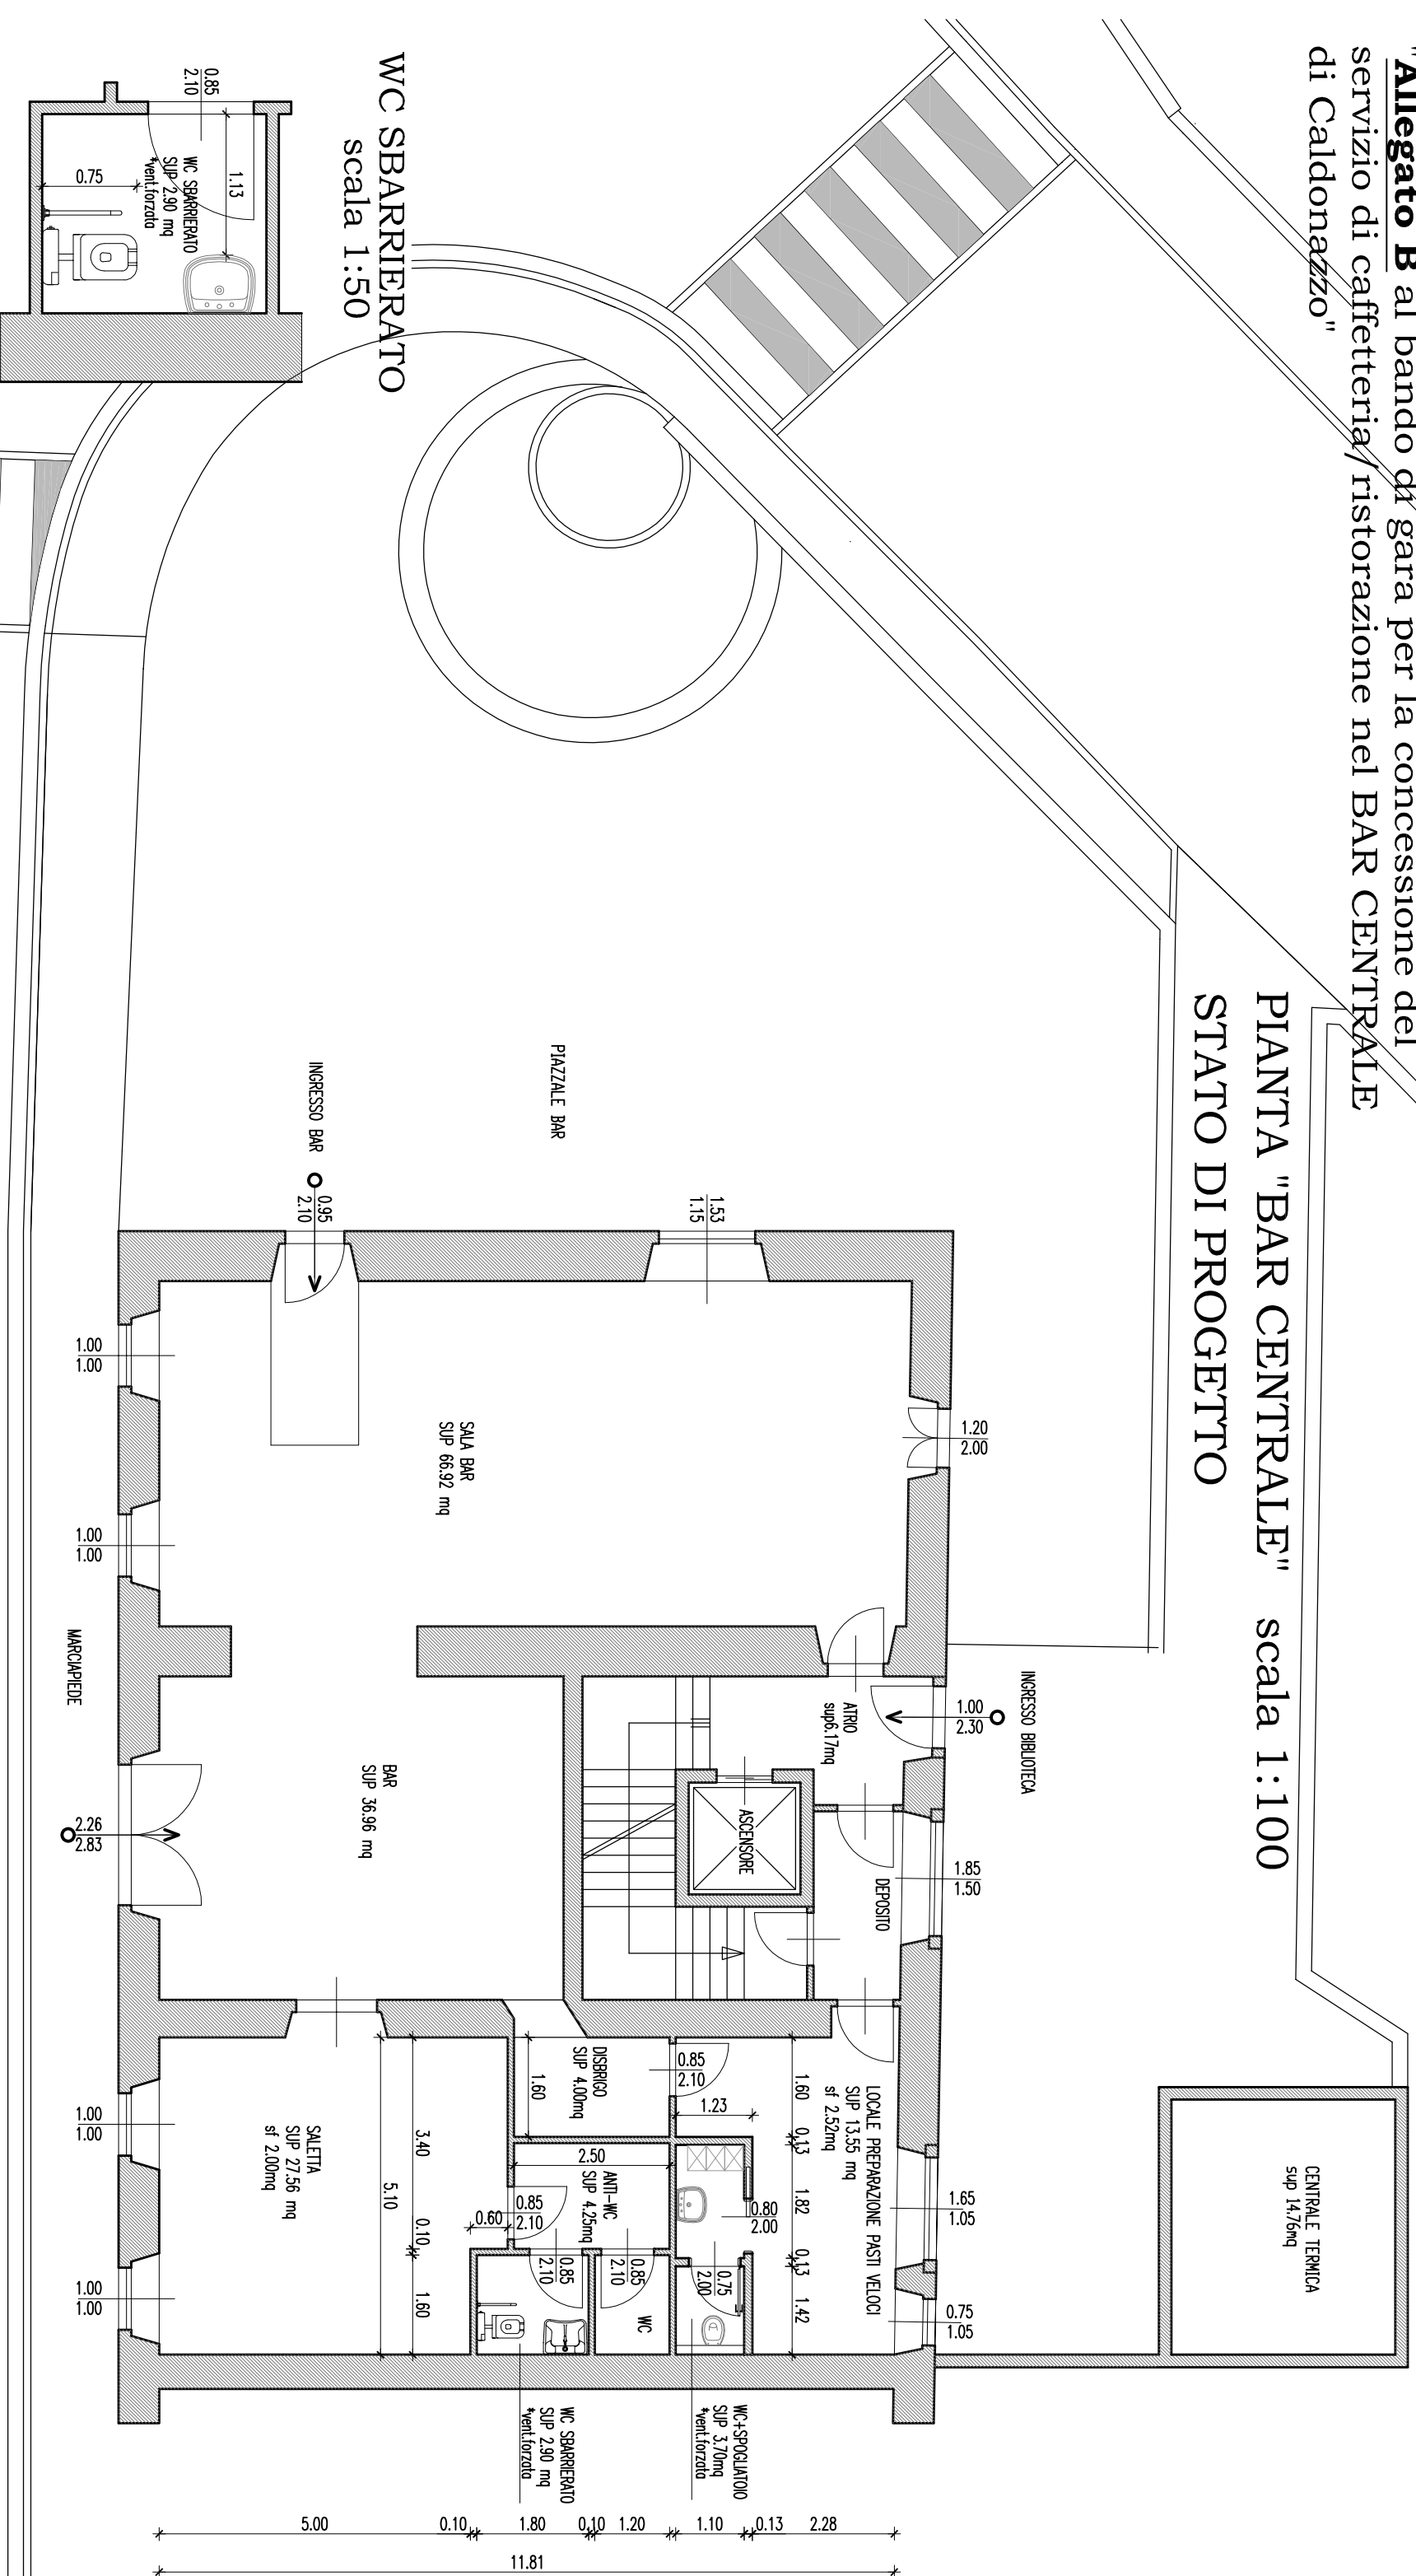 "Allegato B al bando di gara per la concessione del
servizio di caffetteria/ristorazione nel BAR CENTRALE
di Caldonazzo"
PIANTA "BAR CENTRALE" scala 1:100
STATO DI PROGETTO
WC SBARRIERATO
scala 1:50
0.85
2.10
1.13
0.75
WC SBARRIERATO
SUP 2.90 mq
*vent.forzata
PIAZZALE BAR
INGRESSO BAR
0.95
2.10
1.53
1.15
1.20
2.00
1.00
1.00
1.00
1.00
SALA BAR
SUP 66.92 mq
MARCIAPIEDE
INGRESSO BIBLIOTECA
1.00
2.30
ATRIO
sup6.17mq
ASCENSORE
DEPOSITO
1.85
1.50
BAR
SUP 36.96 mq
2.26
2.83
DISBRIGO
SUP 4.00mq
1.60
0.85
2.10
1.23
1.60
0.13
1.82
0.13
1.42
LOCALE PREPARAZIONE PASTI VELOCI
SUP 13.55 mq
sf 2.52mq
1.65
1.05
0.75
1.05
CENTRALE TERMICA
sup 14.76mq
2.50
ANTI-WC
SUP 4.25mq
0.85
2.10
0.60
0.80
2.00
0.75
2.00
0.85
2.10
0.85
2.10
WC
3.40
0.10
1.60
5.10
SALETTA
SUP 27.56 mq
sf 2.00mq
1.00
1.00
1.00
1.00
WC+SPOGLIATOIO
SUP 3.70mq
*vent.forzata
WC SBARRIERATO
SUP 2.90 mq
*vent.forzata
5.00
0.10
1.80
0.10
1.20
1.10
0.13
2.28
11.81